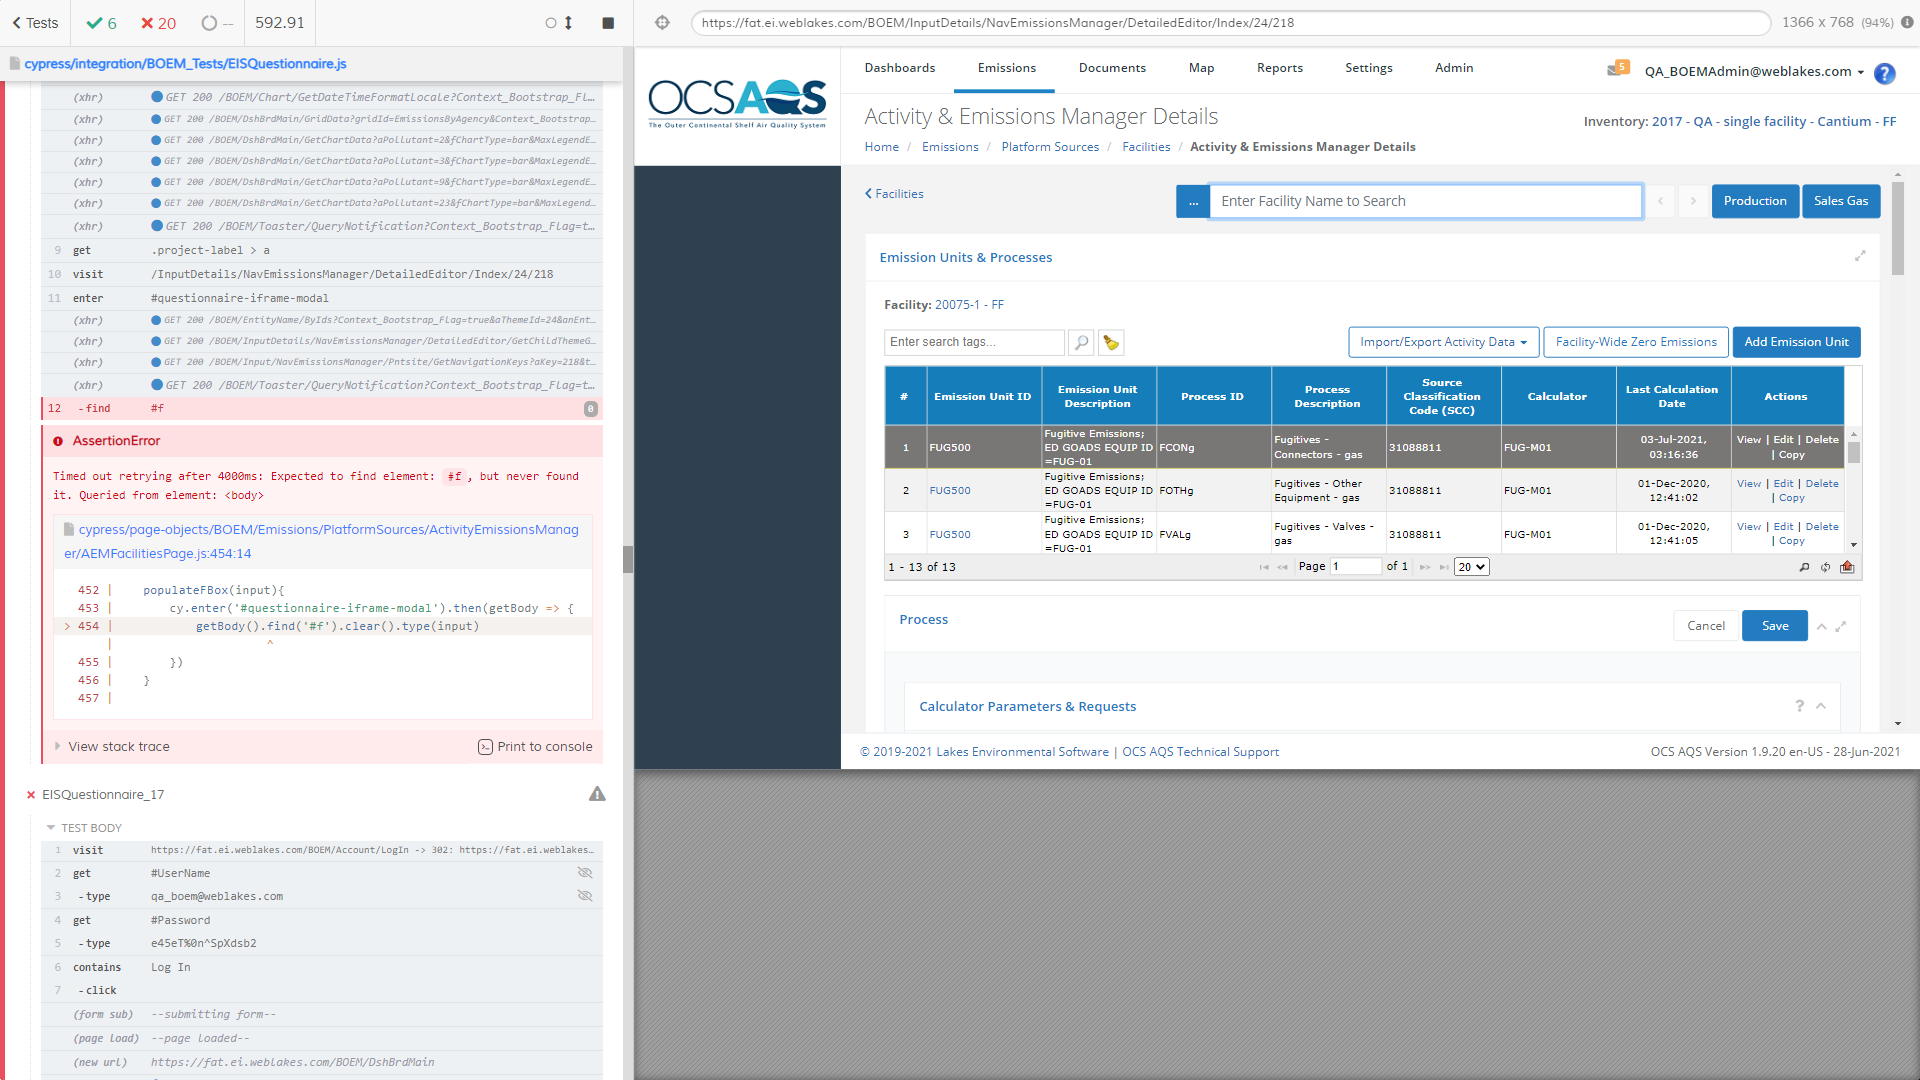 Tests
6
20
--
592.91
cypress/integration/BOEM_Tests/EISQuestionnaire.js
(xhr) GET 200 /BOEM/Chart/GetDateTimeFormatLocale?Context_Bootstrap_FL...
(xhr) GET 200 /BOEM/DshBrdMain/GridData?gridId=EmissionsByAgency&Context_Bootstrap...
(xhr) GET 200 /BOEM/DshBrdMain/GetChartData?aPollutant=2&fChartType=bar&MaxLegendE...
(xhr) GET 200 /BOEM/DshBrdMain/GetChartData?aPollutant=3&fChartType=bar&MaxLegendE...
(xhr) GET 200 /BOEM/DshBrdMain/GetChartData?aPollutant=9&fChartType=bar&MaxLegendE...
(xhr) GET 200 /BOEM/DshBrdMain/GetChartData?aPollutant=23&fChartType=bar&MaxLegend...
(xhr) GET 200 /BOEM/Toaster/QueryNotification?Context_Bootstrap_Flag=t...
9 get .project-label > a
10 visit /InputDetails/NavEmissionsManager/DetailedEditor/Index/24/218
11 enter #questionnaire-iframe-modal
(xhr) GET 200 /BOEM/EntityName/ByIds?Context_Bootstrap_Flag=true&aThemeId=24&anEnt...
(xhr) GET 200 /BOEM/InputDetails/NavEmissionsManager/DetailedEditor/GetChildThemeG...
(xhr) GET 200 /BOEM/Input/NavEmissionsManager/Pntsite/GetNavigationKeys?aKey=218&t...
(xhr) GET 200 /BOEM/Toaster/QueryNotification?Context_Bootstrap_Flag=t...
12 -find #f 0
AssertionError
Timed out retrying after 4000ms: Expected to find element: #f, but never found
it. Queried from element: <body>
cypress/page-objects/BOEM/Emissions/PlatformSources/ActivityEmissionsManag
er/AEMFacilitiesPage.js:454:14
452 | populateFBox(input){
453 | cy.enter('#questionnaire-iframe-modal').then(getBody => {
> 454 | getBody().find('#f').clear().type(input)
| ^
455 | })
456 | }
457 |
View stack trace
Print to console
EISQuestionnaire_17
TEST BODY
1 visit https://fat.ei.weblakes.com/BOEM/Account/LogIn -> 302: https://fat.ei.weblakes...
2 get #UserName
3 -type qa_boem@weblakes.com
4 get #Password
5 -type e45eT%0n^SpXdsb2
6 contains Log In
7 -click
(form sub) --submitting form--
(page load) --page loaded--
(new url) https://fat.ei.weblakes.com/BOEM/DshBrdMain
https://fat.ei.weblakes.com/BOEM/InputDetails/NavEmissionsManager/DetailedEditor/Index/24/218
1366 x 768 (94%)
OCSAQS
The Outer Continental Shelf Air Quality System
Dashboards Emissions Documents Map Reports Settings Admin
5
QA_BOEMAdmin@weblakes.com
?
Activity & Emissions Manager Details
Inventory: 2017 - QA - single facility - Cantium - FF
Home / Emissions / Platform Sources / Facilities / Activity & Emissions Manager Details
Facilities
...
Enter Facility Name to Search
Production
Sales Gas
Emission Units & Processes
Facility: 20075-1 - FF
Enter search tags...
Import/Export Activity Data
Facility-Wide Zero Emissions
Add Emission Unit
#
Emission Unit ID
Emission Unit
Description
Process ID
Process
Description
Source
Classification
Code (SCC)
Calculator
Last Calculation
Date
Actions
1
FUG500
Fugitive Emissions;
ED GOADS EQUIP ID
=FUG-01
FCONg
Fugitives -
Connectors - gas
31088811
FUG-M01
03-Jul-2021,
03:16:36
View | Edit | Delete
| Copy
2
FUG500
Fugitive Emissions;
ED GOADS EQUIP ID
=FUG-01
FOTHg
Fugitives - Other
Equipment - gas
31088811
FUG-M01
01-Dec-2020,
12:41:02
View | Edit | Delete
| Copy
3
FUG500
Fugitive Emissions;
ED GOADS EQUIP ID
=FUG-01
FVALg
Fugitives - Valves -
gas
31088811
FUG-M01
01-Dec-2020,
12:41:05
View | Edit | Delete
| Copy
1 - 13 of 13
Page 1 of 1
20
Process
Cancel
Save
Calculator Parameters & Requests
?
© 2019-2021 Lakes Environmental Software | OCS AQS Technical Support
OCS AQS Version 1.9.20 en-US - 28-Jun-2021